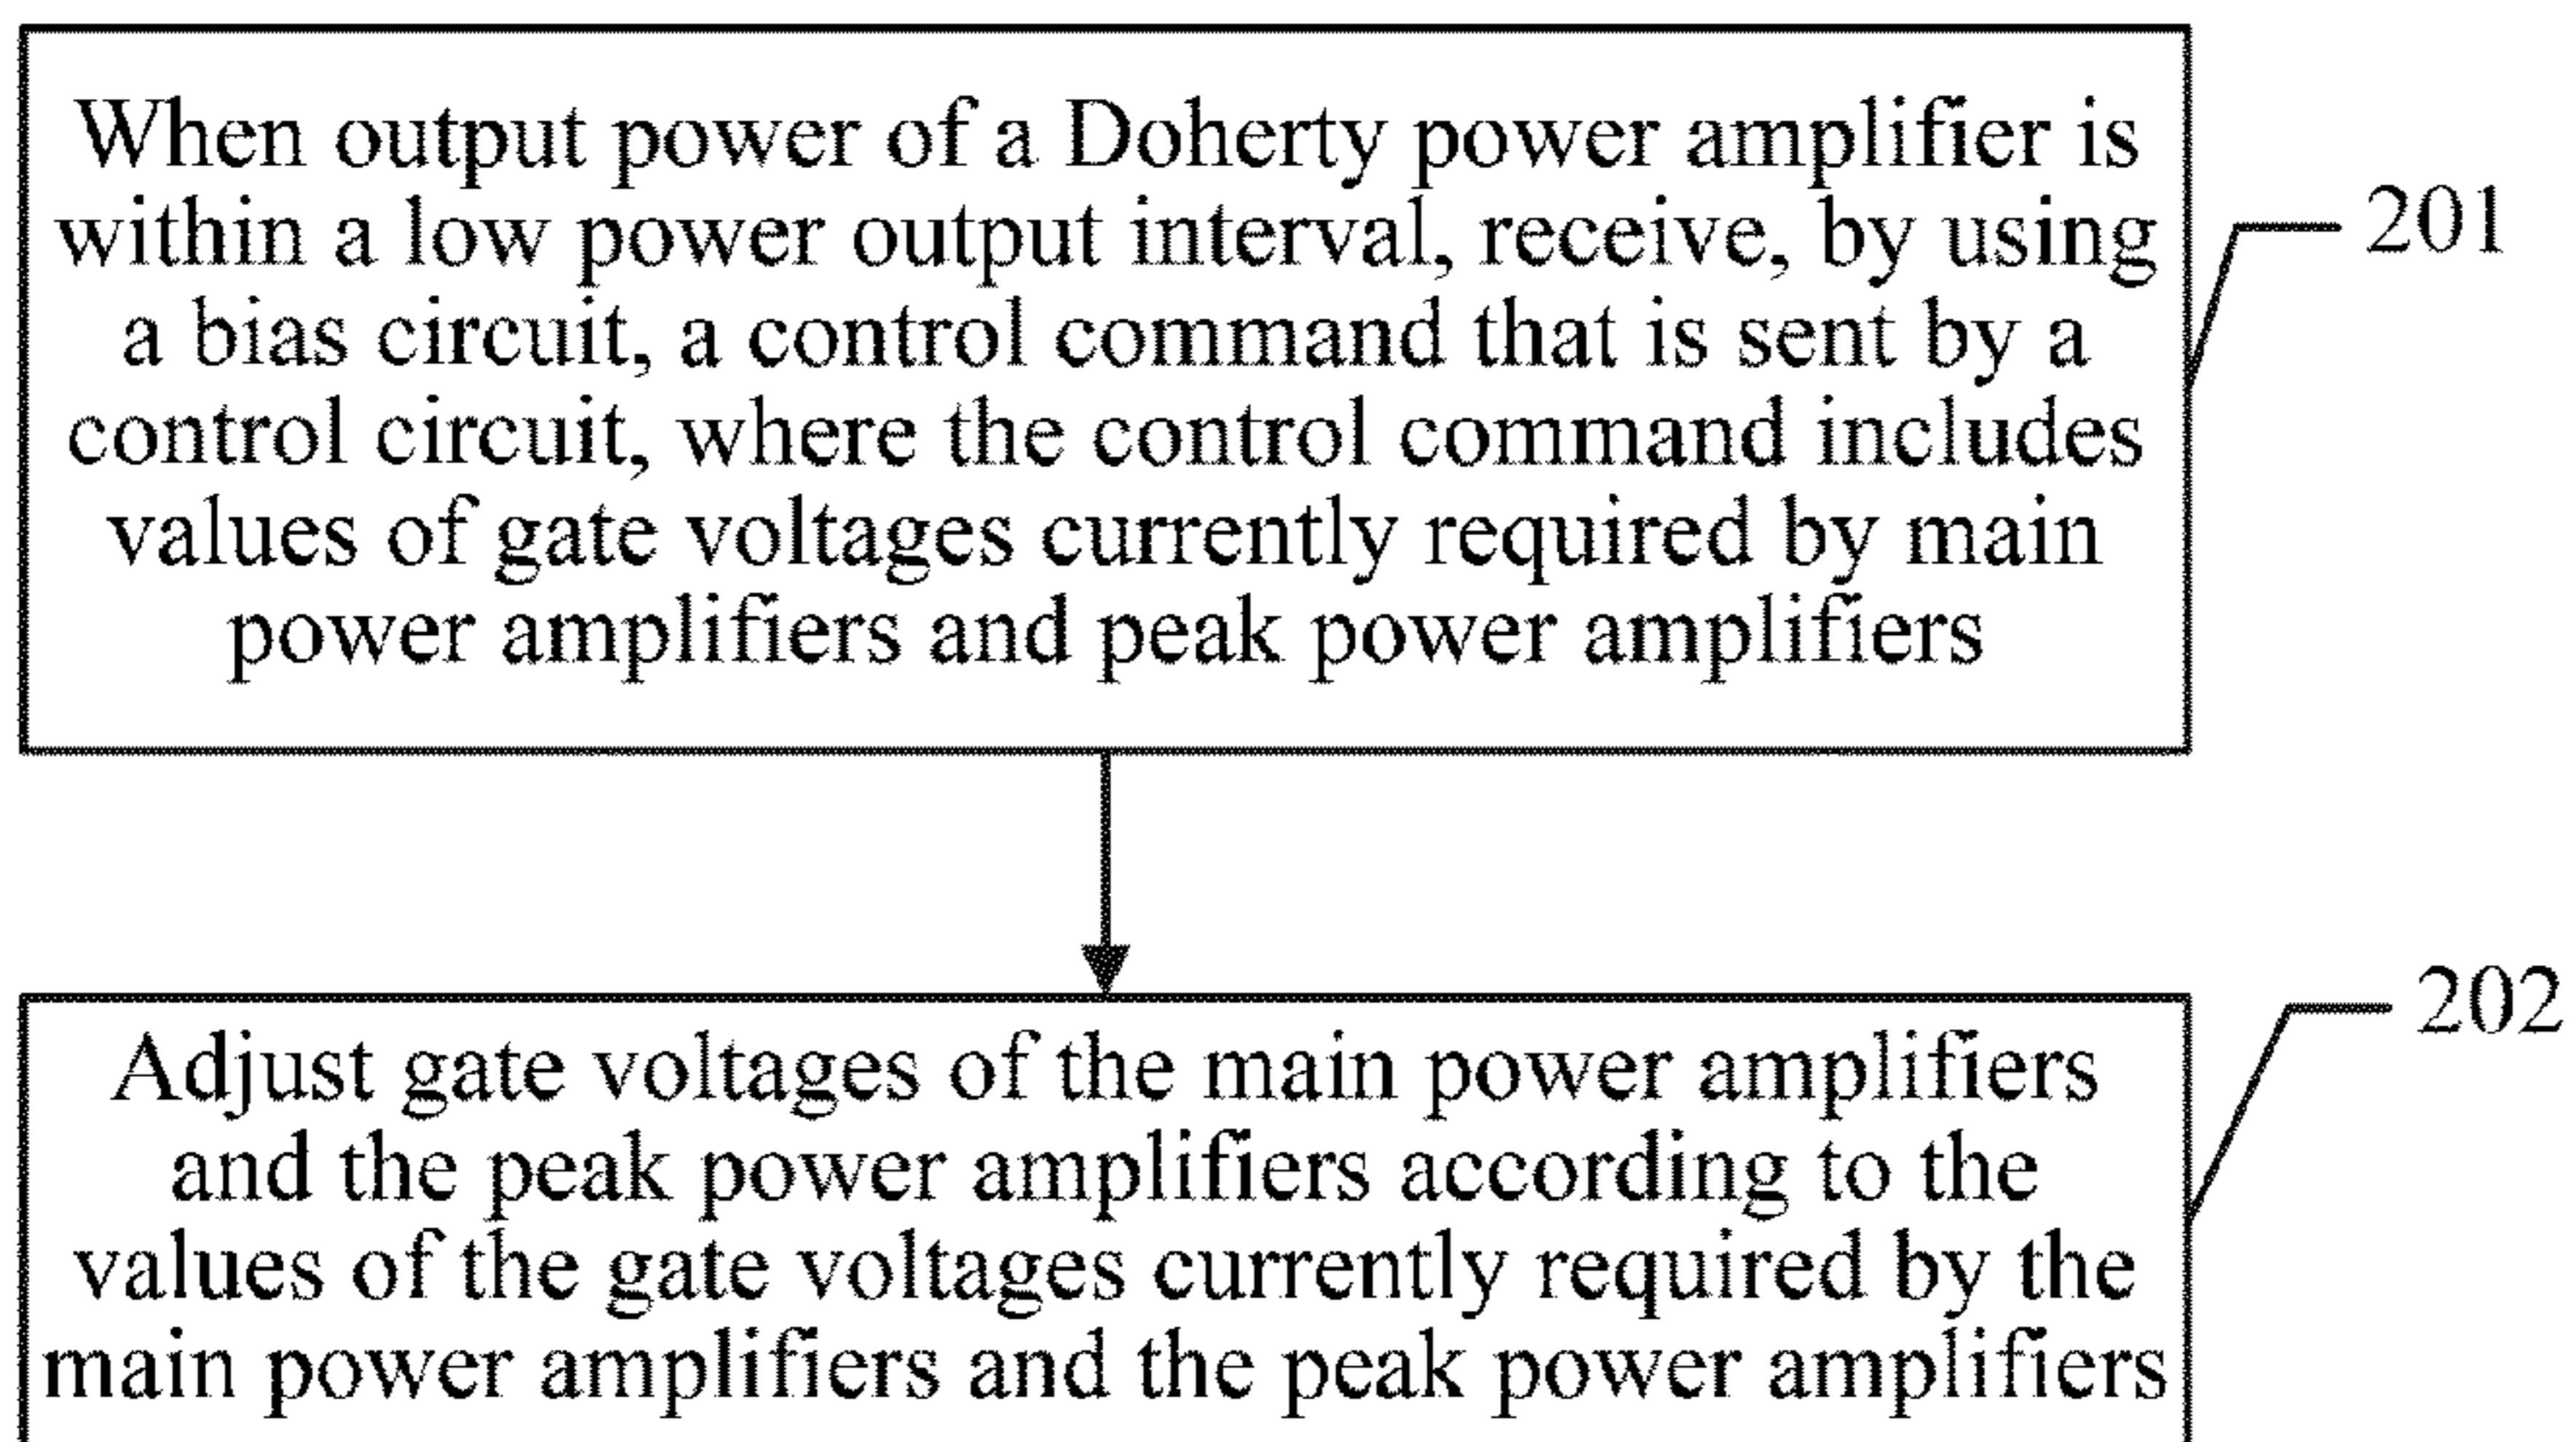 When output power of a Doherty power amplifier is
within a low power output interval, receive, by using
a bias circuit, a control command that is sent by a
control circuit, where the control command includes
values of gate voltages currently required by main
power amplifiers and peak power amplifiers
201
Adjust gate voltages of the main power amplifiers
and the peak power amplifiers according to the
values of the gate voltages currently required by the
main power amplifiers and the peak power amplifiers
202